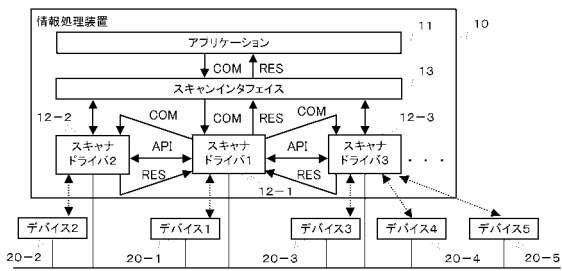 情報処理装置
11
10
アプリケーション
COM
RES
13
スキャンインタフェイス
12-2
COM
COM
RES
COM
12-3
スキャナ
ドライバ2
API
スキャナ
ドライバ1
API
スキャナ
ドライバ3
・・・
RES
12-1
RES
デバイス2
デバイス1
デバイス3
デバイス4
デバイス5
20-2
20-1
20-3
20-4
20-5